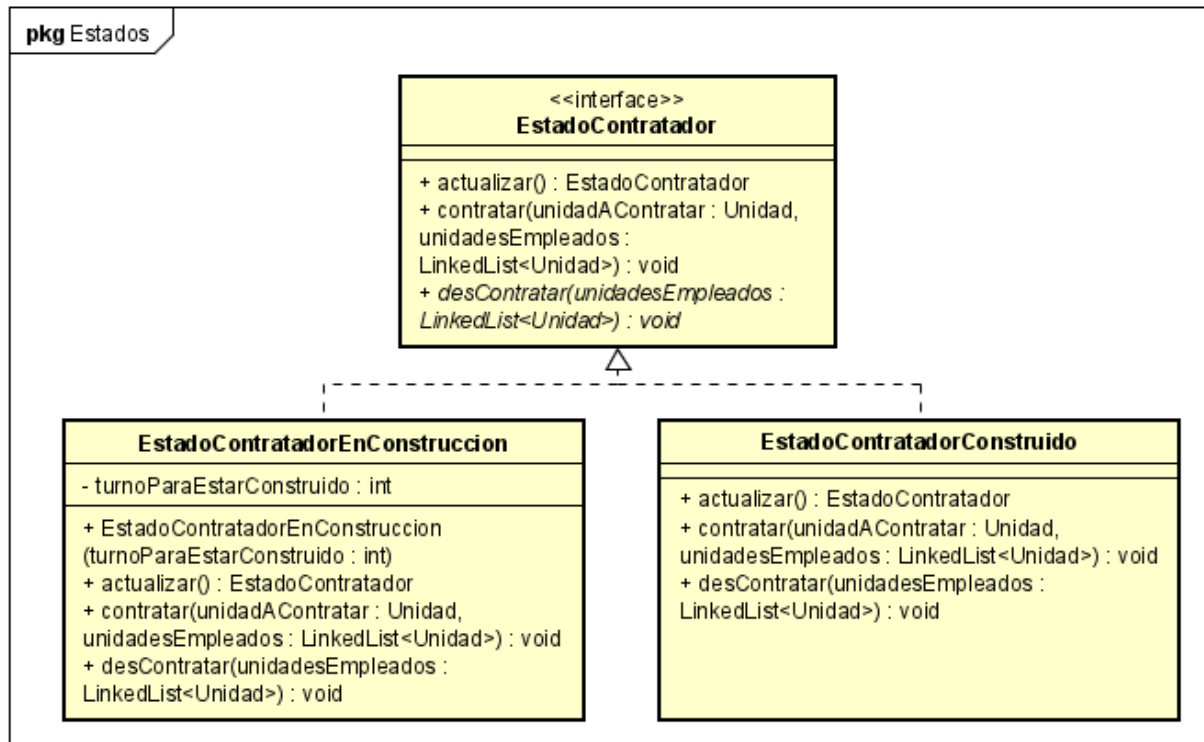 pkg Estados
<<interface>>
EstadoContratador
+ actualizar() : EstadoContratador
+ contratar(unidadAContratar : Unidad,
unidadesEmpleados :
LinkedList<Unidad>) : void
+ desContratar(unidadesEmpleados :
LinkedList<Unidad>) : void
EstadoContratadorEnConstruccion
- turnoParaEstarConstruido : int
+ EstadoContratadorEnConstruccion
(turnoParaEstarConstruido : int)
+ actualizar() : EstadoContratador
+ contratar(unidadAContratar : Unidad,
unidadesEmpleados : LinkedList<Unidad>) : void
+ desContratar(unidadesEmpleados :
LinkedList<Unidad>) : void
EstadoContratadorConstruido
+ actualizar() : EstadoContratador
+ contratar(unidadAContratar : Unidad,
unidadesEmpleados : LinkedList<Unidad>) : void
+ desContratar(unidadesEmpleados :
LinkedList<Unidad>) : void